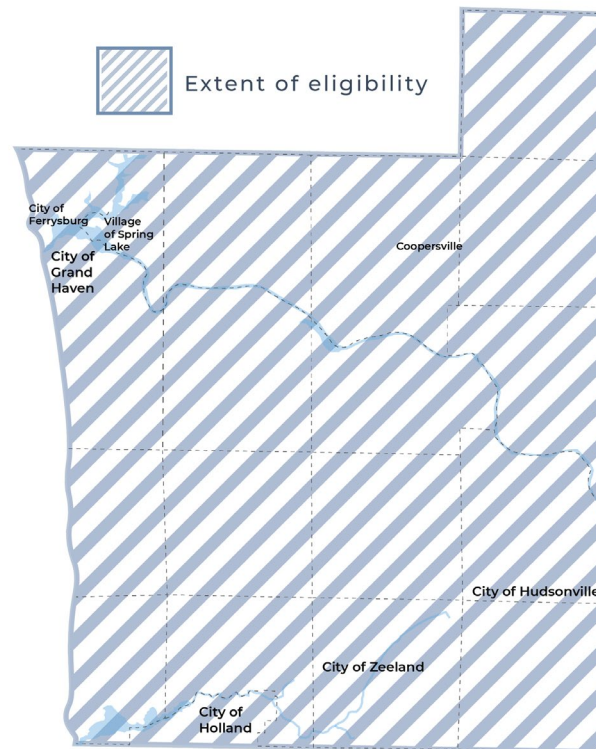 Extent of eligibility
City of
Ferrysburg
Village
of Spring
Lake
City of
Grand
Haven
Coopersville
City of Hudsonville
City of Zeeland
City of
Holland